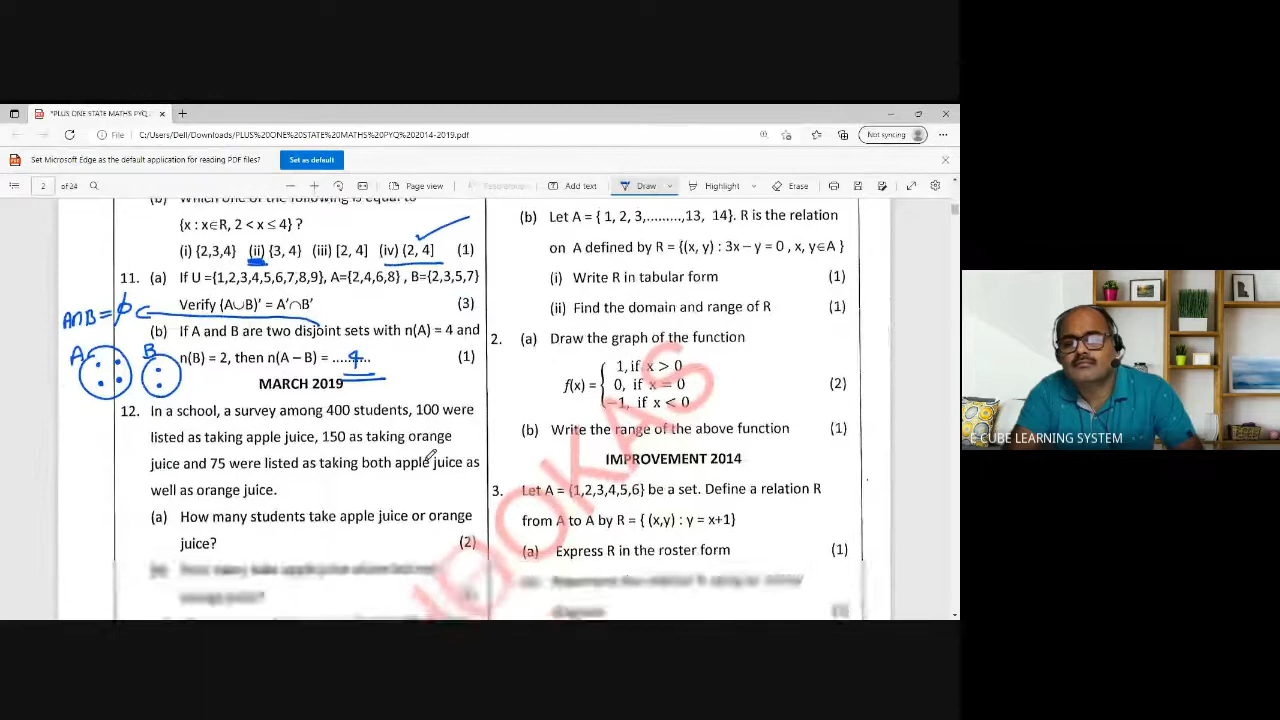 *PLUS ONE STATE MATHS PYQ
File C:/Users/Dell/Downloads/PLUS%20ONE%20STATE%20MATHS%20PYQ%202014-2019.pdf
Not syncing
Set Microsoft Edge as the default application for reading PDF files? Set as default
2 of 24 Page view Add text Draw Highlight Erase
(b) Which one of the following is equal to
{x : x∈R, 2 < x ≤ 4} ?
(i) {2,3,4} (ii) {3, 4} (iii) [2, 4] (iv) (2, 4] (1)
11. (a) If U ={1,2,3,4,5,6,7,8,9}, A={2,4,6,8} , B={2,3,5,7}
Verify (A∪B)' = A'∩B' (3)
A∩B = ϕ
(b) If A and B are two disjoint sets with n(A) = 4 and
A B n(B) = 2, then n(A − B) = ....4..... (1)
MARCH 2019
12. In a school, a survey among 400 students, 100 were
listed as taking apple juice, 150 as taking orange
juice and 75 were listed as taking both apple juice as
well as orange juice.
(a) How many students take apple juice or orange
juice? (2)
(b) Let A = { 1, 2, 3,.........,13, 14}. R is the relation
on A defined by R = {(x, y) : 3x − y = 0 , x, y∈A }
(i) Write R in tabular form (1)
(ii) Find the domain and range of R (1)
2. (a) Draw the graph of the function
f(x) = { 1, if x > 0
0, if x = 0 (2)
−1, if x < 0
(b) Write the range of the above function (1)
IMPROVEMENT 2014
3. Let A = {1,2,3,4,5,6} be a set. Define a relation R
from A to A by R = { (x,y) : y = x+1}
(a) Express R in the roster form (1)
E CUBE LEARNING SYSTEM